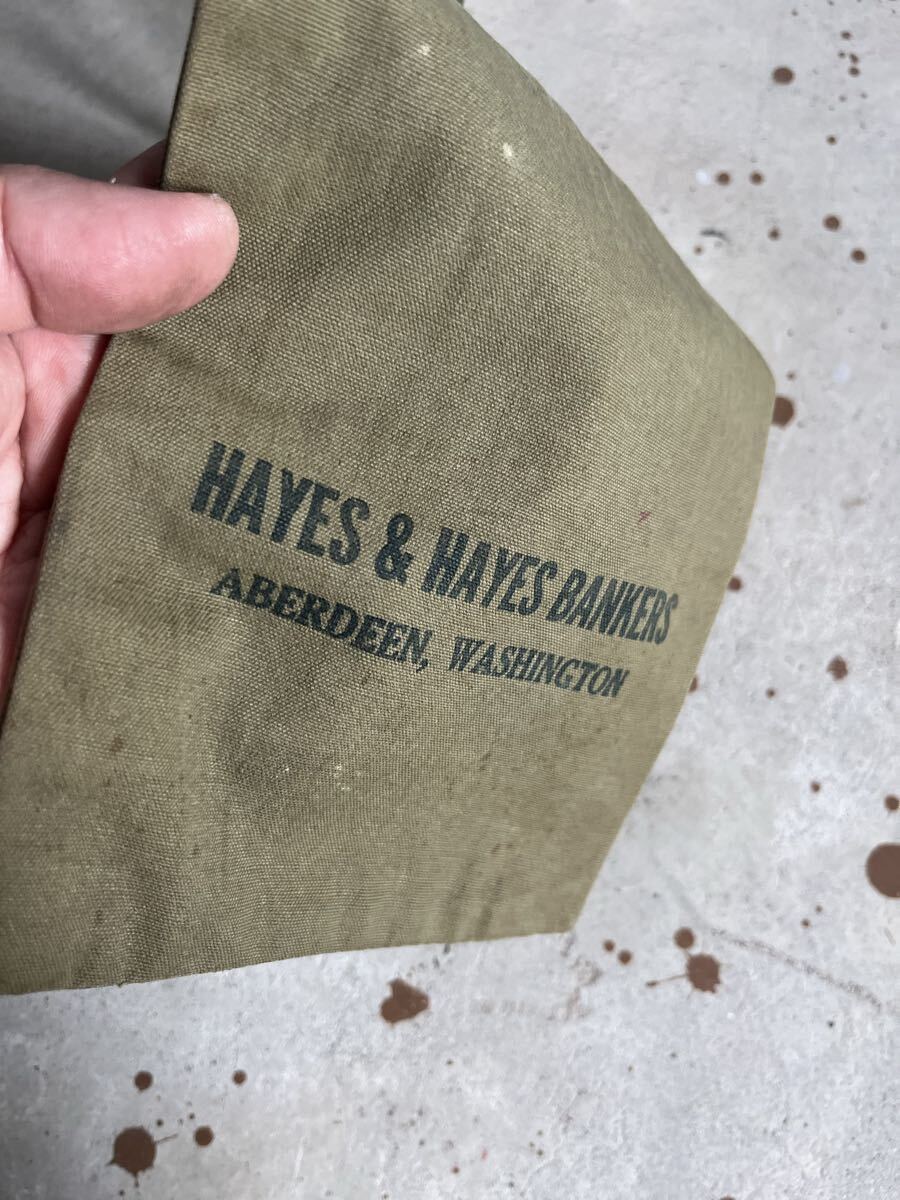 HAYES & HAYES BANKERS
ABERDEEN, WASHINGTON